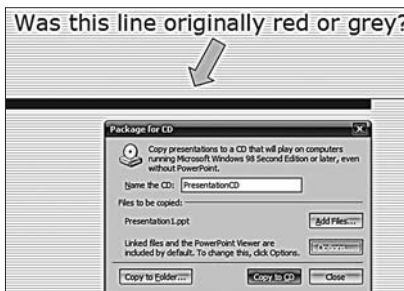 Was this line originally red or grey?
Package for CD
Copy presentations to a CD that will play on computers
running Microsoft Windows 98 Second Edition or later, even
without PowerPoint.
Name the CD: PresentationCD
Files to be copied:
Presentation1.ppt
Add Files...
Linked files and the PowerPoint Viewer are
included by default. To change this, click Options.
Copy to Folder...
Copy to CD
Close